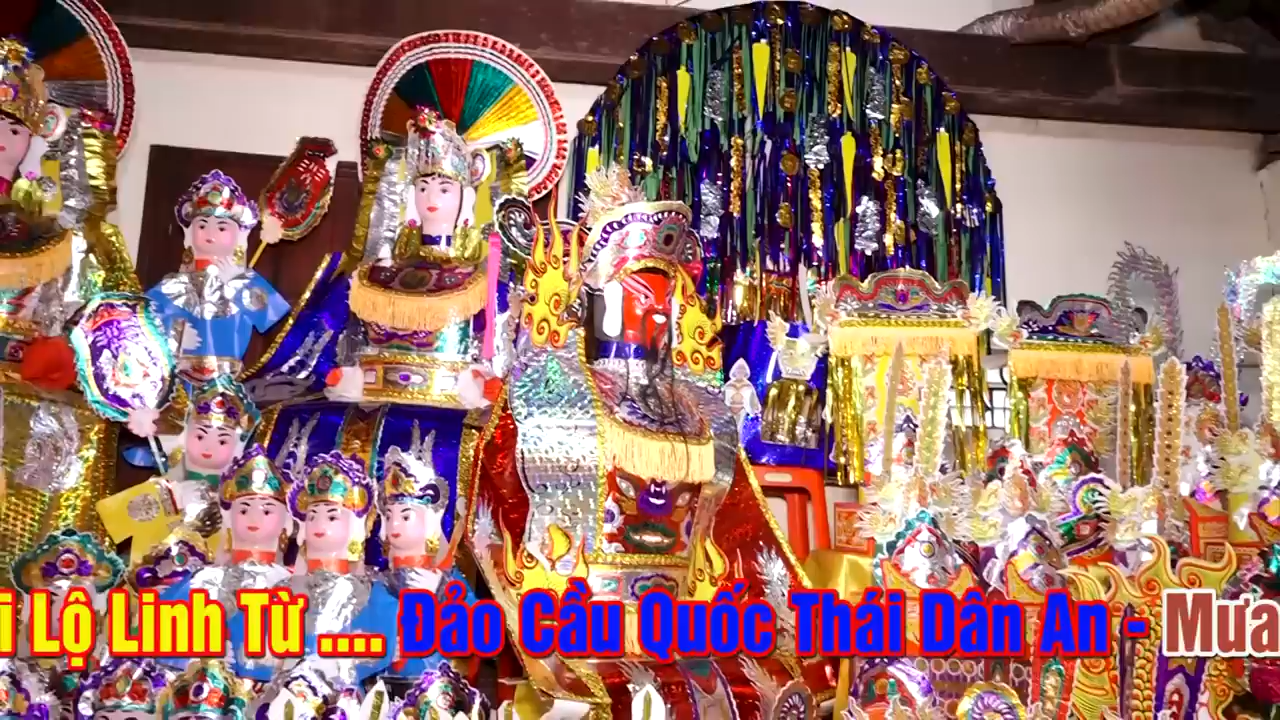 i Lộ Linh Từ .... Đảo Cầu Quốc Thái Dân An - Mưa